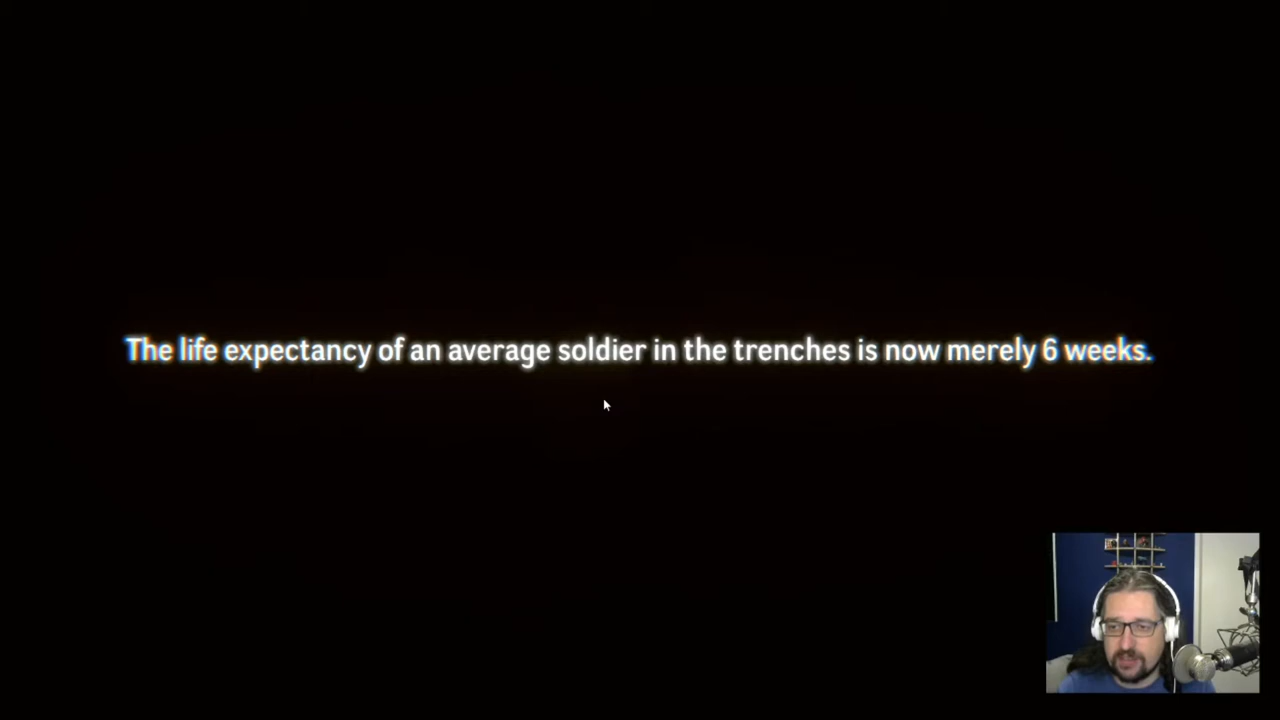 The life expectancy of an average soldier in the trenches is now merely 6 weeks.